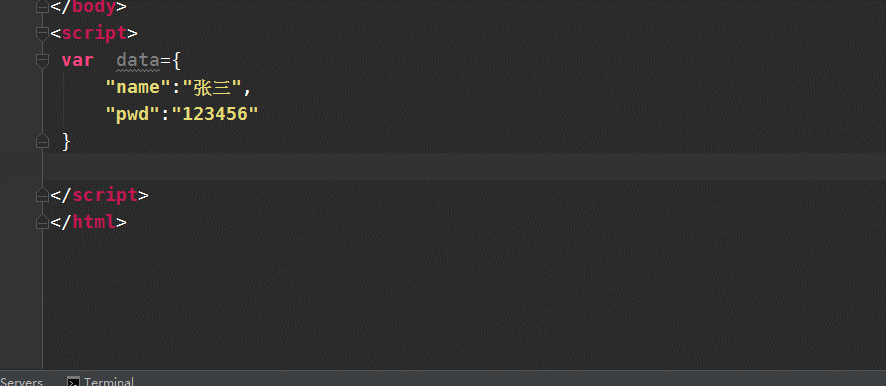 </body>
<script>
var  data={
"name":"张三",
"pwd":"123456"
}
</script>
</html>
Servers Terminal